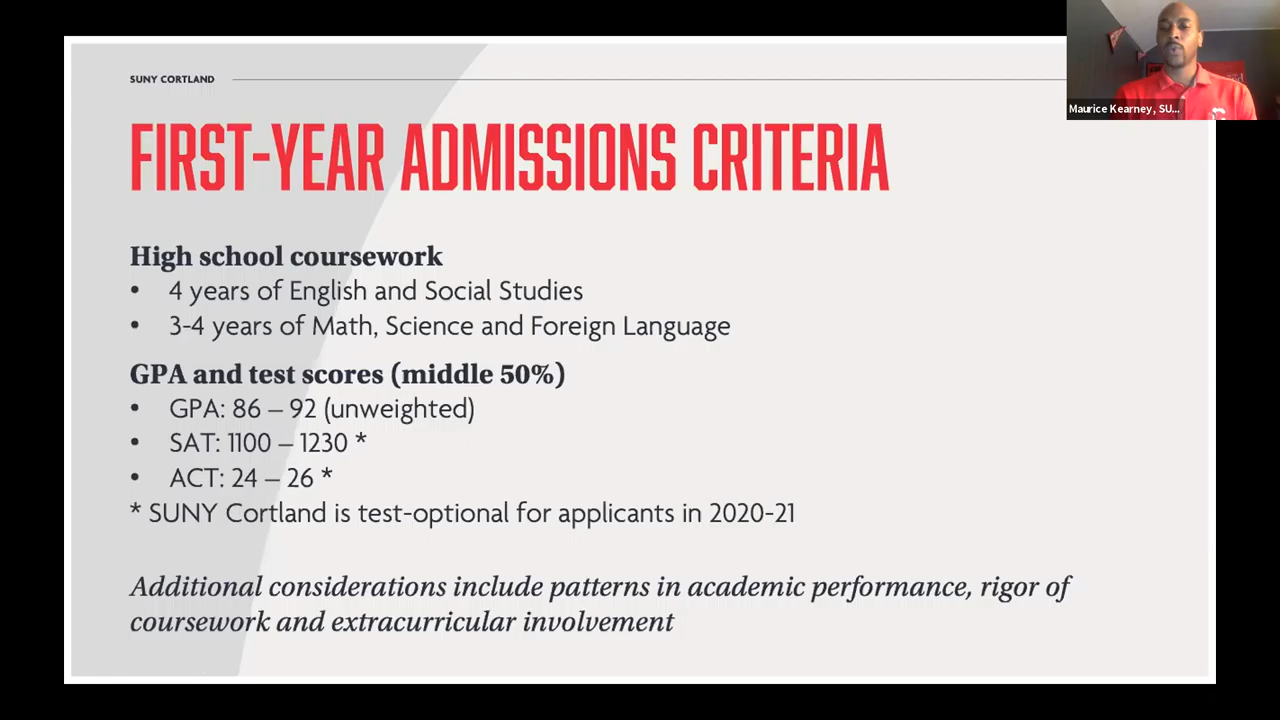 SUNY CORTLAND
Maurice Kearney, SU...
FIRST-YEAR ADMISSIONS CRITERIA
High school coursework
• 4 years of English and Social Studies
• 3-4 years of Math, Science and Foreign Language
GPA and test scores (middle 50%)
• GPA: 86 – 92 (unweighted)
• SAT: 1100 – 1230 *
• ACT: 24 – 26 *
* SUNY Cortland is test-optional for applicants in 2020-21
Additional considerations include patterns in academic performance, rigor of
coursework and extracurricular involvement